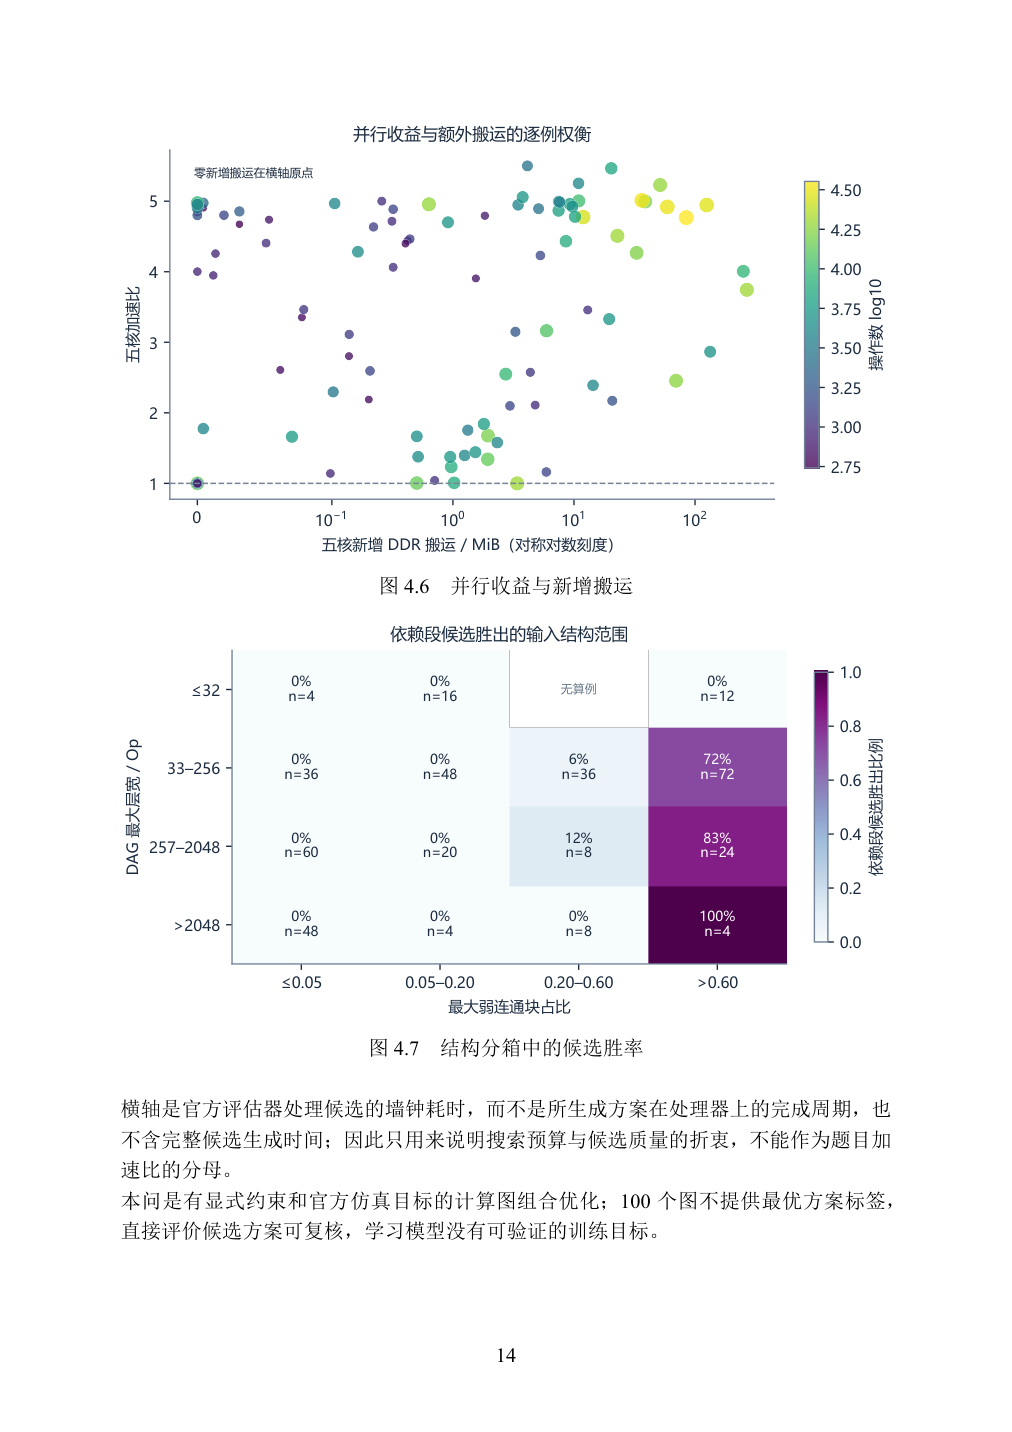 并行收益与额外搬运的逐例权衡
零新增搬运在横轴原点
五核加速比
5
4
3
2
1
0
10⁻¹
10⁰
10¹
10²
五核新增 DDR 搬运 / MiB（对称对数刻度）
4.50
4.25
4.00
3.75
3.50
3.25
3.00
2.75
操作数 log10
图 4.6 并行收益与新增搬运
依赖段候选胜出的输入结构范围
DAG 最大层宽 / Op
≤32
0%
n=4
0%
n=16
无算例
0%
n=12
33–256
0%
n=36
0%
n=48
6%
n=36
72%
n=72
257–2048
0%
n=60
0%
n=20
12%
n=8
83%
n=24
>2048
0%
n=48
0%
n=4
0%
n=8
100%
n=4
≤0.05
0.05–0.20
0.20–0.60
>0.60
最大弱连通块占比
1.0
0.8
0.6
0.4
0.2
0.0
依赖段候选胜出比例
图 4.7 结构分箱中的候选胜率
横轴是官方评估器处理候选的墙钟耗时，而不是所生成方案在处理器上的完成周期，也
不含完整候选生成时间；因此只用来说明搜索预算与候选质量的折衷，不能作为题目加
速比的分母。
本问是有显式约束和官方仿真目标的计算图组合优化；100 个图不提供最优方案标签，
直接评价候选方案可复核，学习模型没有可验证的训练目标。
14